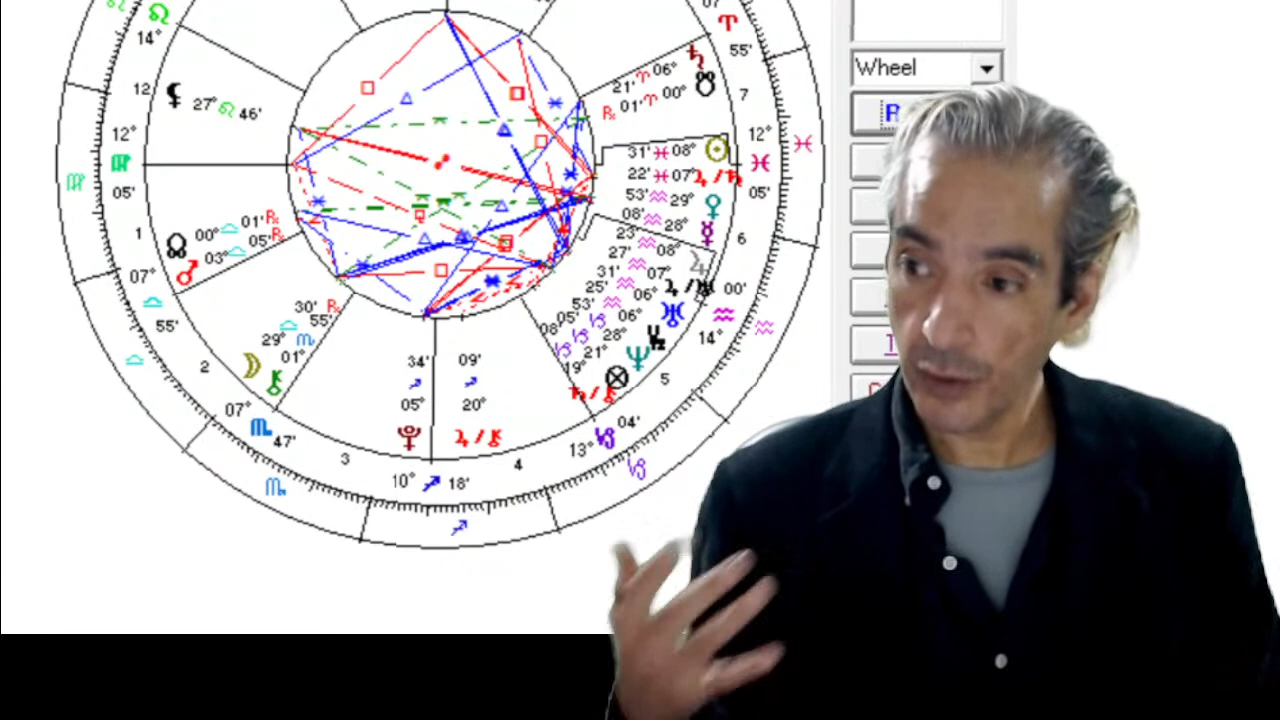 07°
14°
55'
Wheel
R
12
27° ♌ 46'
21' ♈ 06° ♄
℞ 01' ♈ 00° ☋
7
12°
♍
05'
12°
♓
05'
31' ♓ 08° ☉
22' ♓ 07° ♃/♄
53' ♒ 29° ♀
08' ♒ 28° ☿
6
1
☊ 00° ♎ 01' ℞
♂ 03° ♎ 05' ℞
23' ♒ 08° ♃
27' ♒ 07° ♃/♅
31' ♒ 06° ♅
25' ♒ 06°
53' ♑ 28° ♆
05' ♑ 21° ⊗
08' ♑ 19° ♄/⚷
00'
♒
14°
5
07°
♎
55'
2
☽ 29° ♎ 30' ℞
⚷ 01° ♏ 55'
34' ♐ 05° ♇
09' ♐ 20° ♃/⚷
07° ♏ 47'
3
10° ♐ 18'
4
13° ♑ 04'